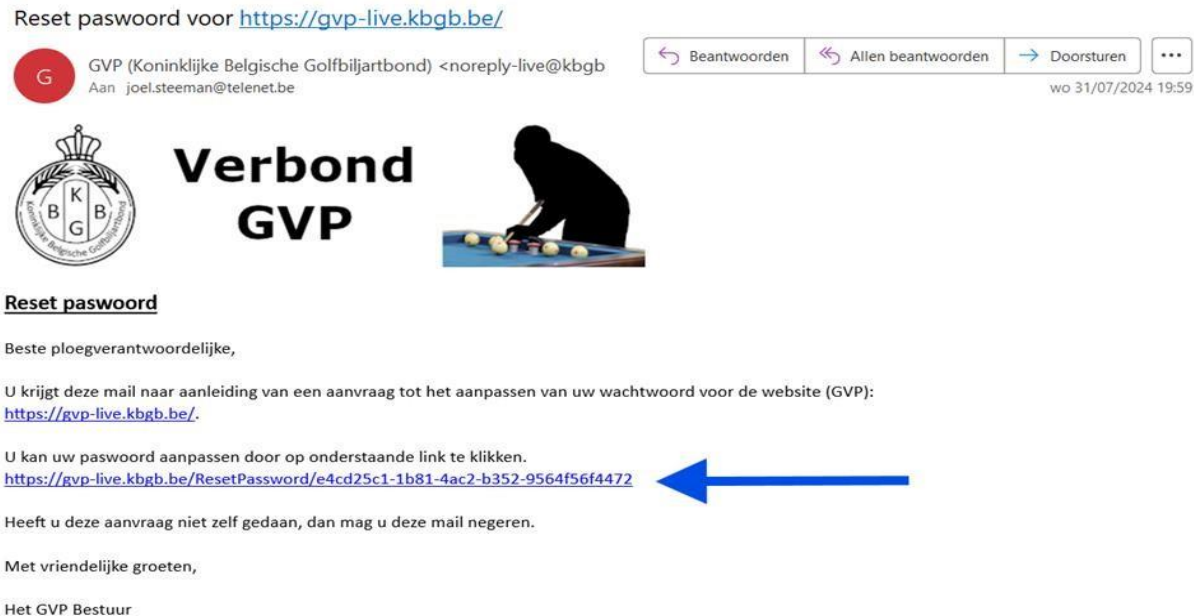 Reset paswoord voor https://gvp-live.kbgb.be/
G
GVP (Koninklijke Belgische Golfbiljartbond) <noreply-live@kbgb
Aan joel.steeman@telenet.be
Beantwoorden
Allen beantwoorden
Doorsturen
...
wo 31/07/2024 19:59
K
B B
G
Koninklijke Belgische Golfbiljartbond
Verbond
GVP
Reset paswoord
Beste ploegverantwoordelijke,
U krijgt deze mail naar aanleiding van een aanvraag tot het aanpassen van uw wachtwoord voor de website (GVP):
https://gvp-live.kbgb.be/.
U kan uw paswoord aanpassen door op onderstaande link te klikken.
https://gvp-live.kbgb.be/ResetPassword/e4cd25c1-1b81-4ac2-b352-9564f56f4472
Heeft u deze aanvraag niet zelf gedaan, dan mag u deze mail negeren.
Met vriendelijke groeten,
Het GVP Bestuur